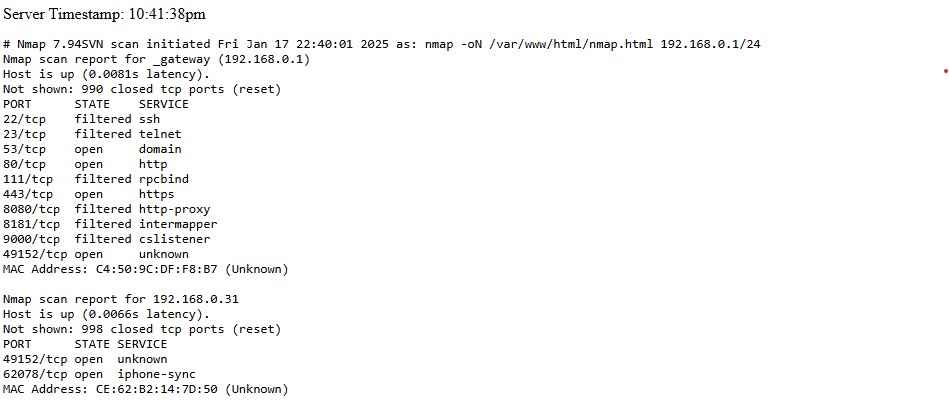 Server Timestamp: 10:41:38pm
# Nmap 7.94SVN scan initiated Fri Jan 17 22:40:01 2025 as: nmap -oN /var/www/html/nmap.html 192.168.0.1/24
Nmap scan report for _gateway (192.168.0.1)
Host is up (0.0081s latency).
Not shown: 990 closed tcp ports (reset)
PORT      STATE    SERVICE
22/tcp    filtered ssh
23/tcp    filtered telnet
53/tcp    open     domain
80/tcp    open     http
111/tcp   filtered rpcbind
443/tcp   open     https
8080/tcp  filtered http-proxy
8181/tcp  filtered intermapper
9000/tcp  filtered cslistener
49152/tcp open     unknown
MAC Address: C4:50:9C:DF:F8:B7 (Unknown)
Nmap scan report for 192.168.0.31
Host is up (0.0066s latency).
Not shown: 998 closed tcp ports (reset)
PORT      STATE SERVICE
49152/tcp open  unknown
62078/tcp open  iphone-sync
MAC Address: CE:62:B2:14:7D:50 (Unknown)